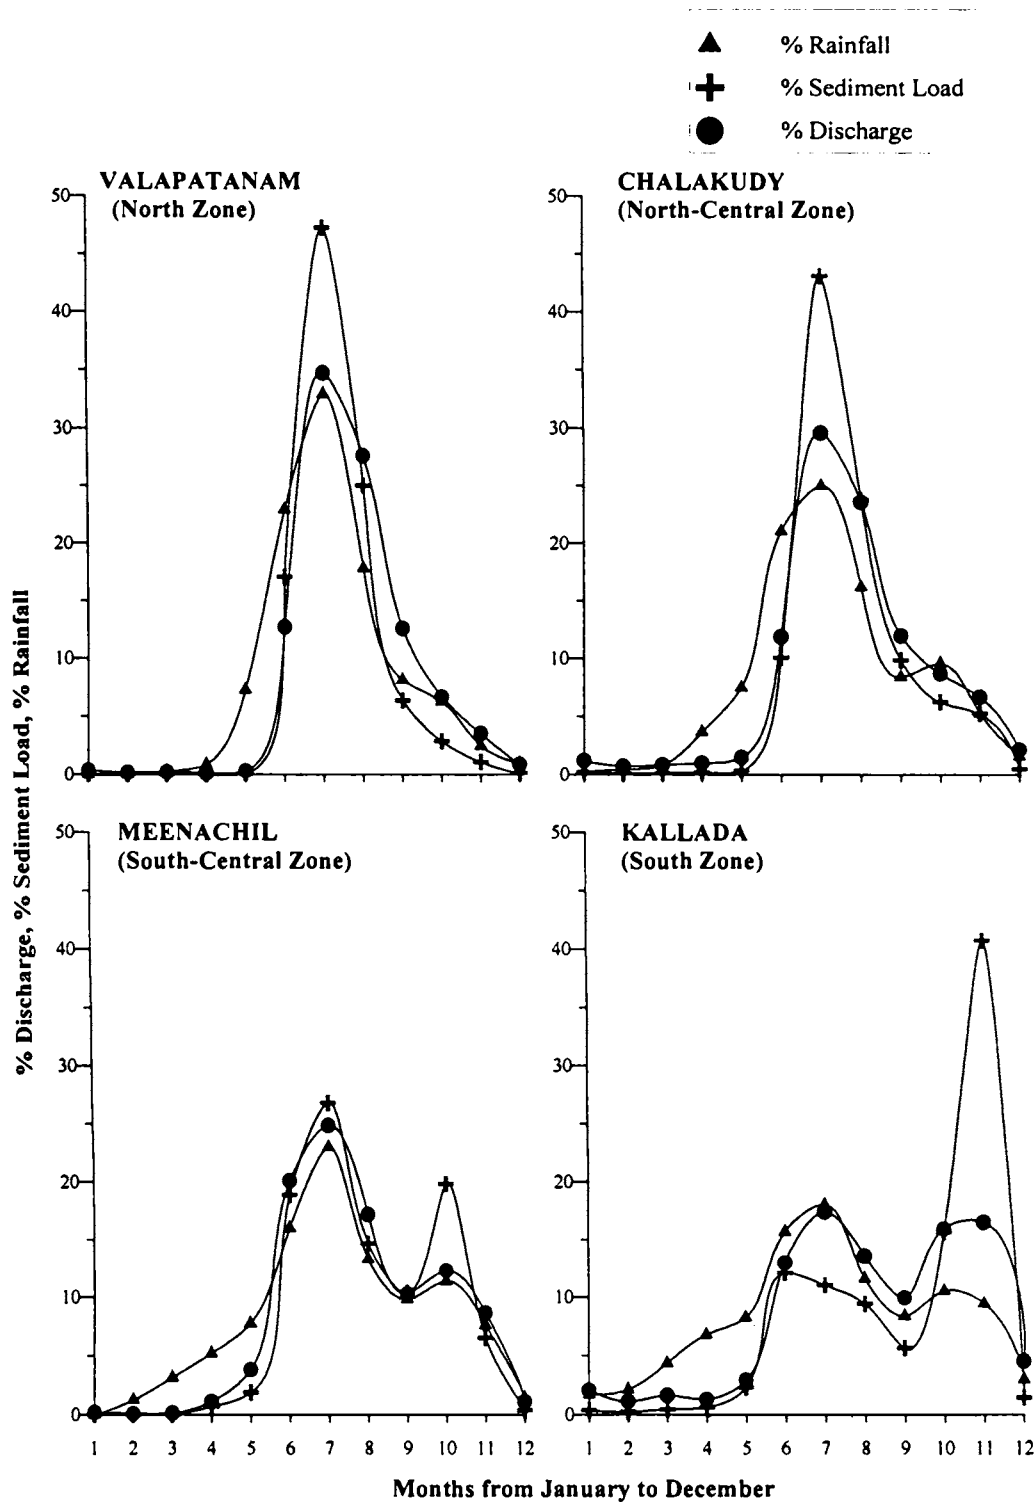 % Rainfall
% Sediment Load
% Discharge
VALAPATANAM
(North Zone)
50
40
30
20
10
0
CHALAKUDY
(North-Central Zone)
50
40
30
20
10
0
% Discharge, % Sediment Load, % Rainfall
MEENACHIL
(South-Central Zone)
50
40
30
20
10
0
1 2 3 4 5 6 7 8 9 10 11 12
KALLADA
(South Zone)
50
40
30
20
10
0
1 2 3 4 5 6 7 8 9 10 11 12
Months from January to December